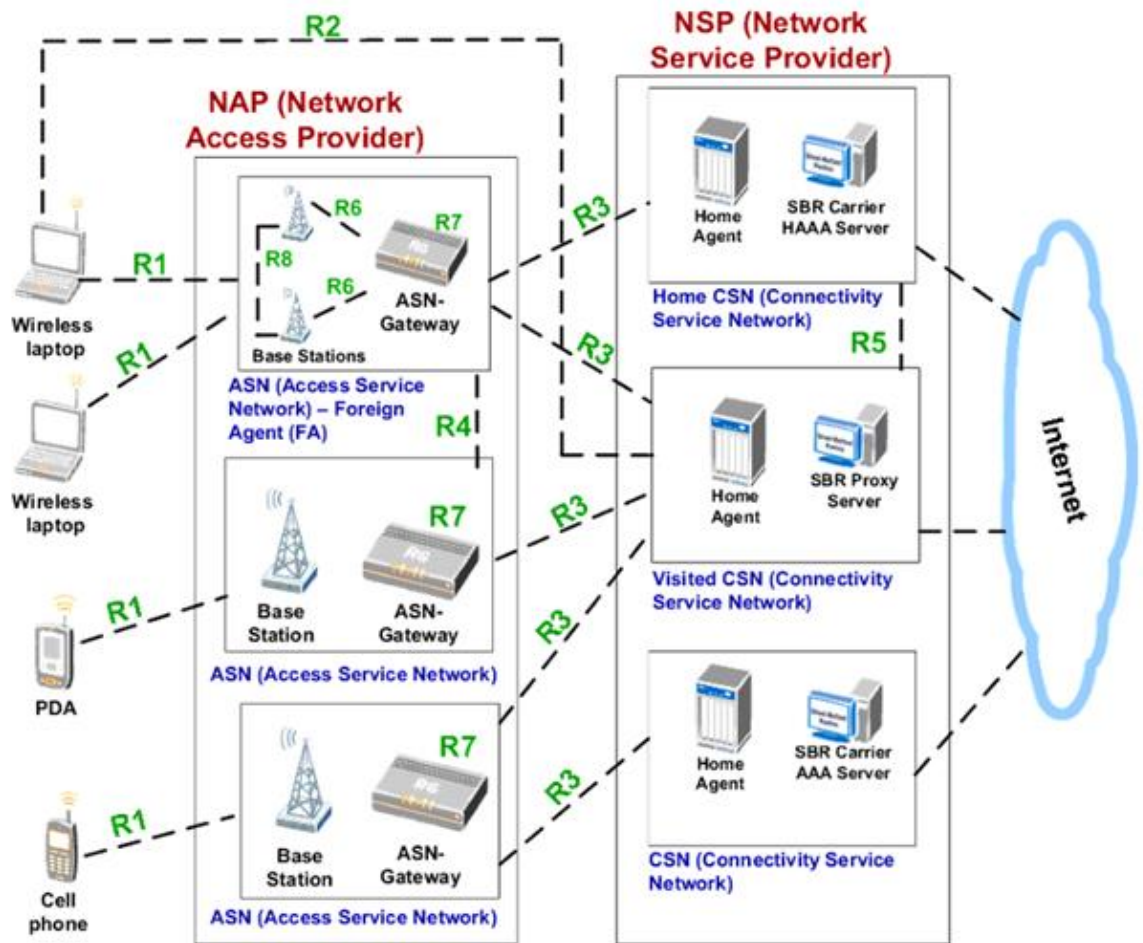 R2
NSP (Network
Service Provider)
NAP (Network
Access Provider)
R6
R7
R8
R6
ASN-
Gateway
Base Stations
ASN (Access Service
Network) – Foreign
Agent (FA)
R1
Wireless
laptop
R1
Wireless
laptop
R3
R3
R4
Home
Agent
SBR Carrier
HAAA Server
Home CSN (Connectivity
Service Network)
R5
Internet
Home
Agent
SBR Proxy
Server
Visited CSN (Connectivity
Service Network)
R7
R3
Base
Station
ASN-
Gateway
ASN (Access Service Network)
R1
PDA
R3
R7
R3
Base
Station
ASN-
Gateway
ASN (Access Service Network)
R1
Cell
phone
Home
Agent
SBR Carrier
AAA Server
CSN (Connectivity Service
Network)